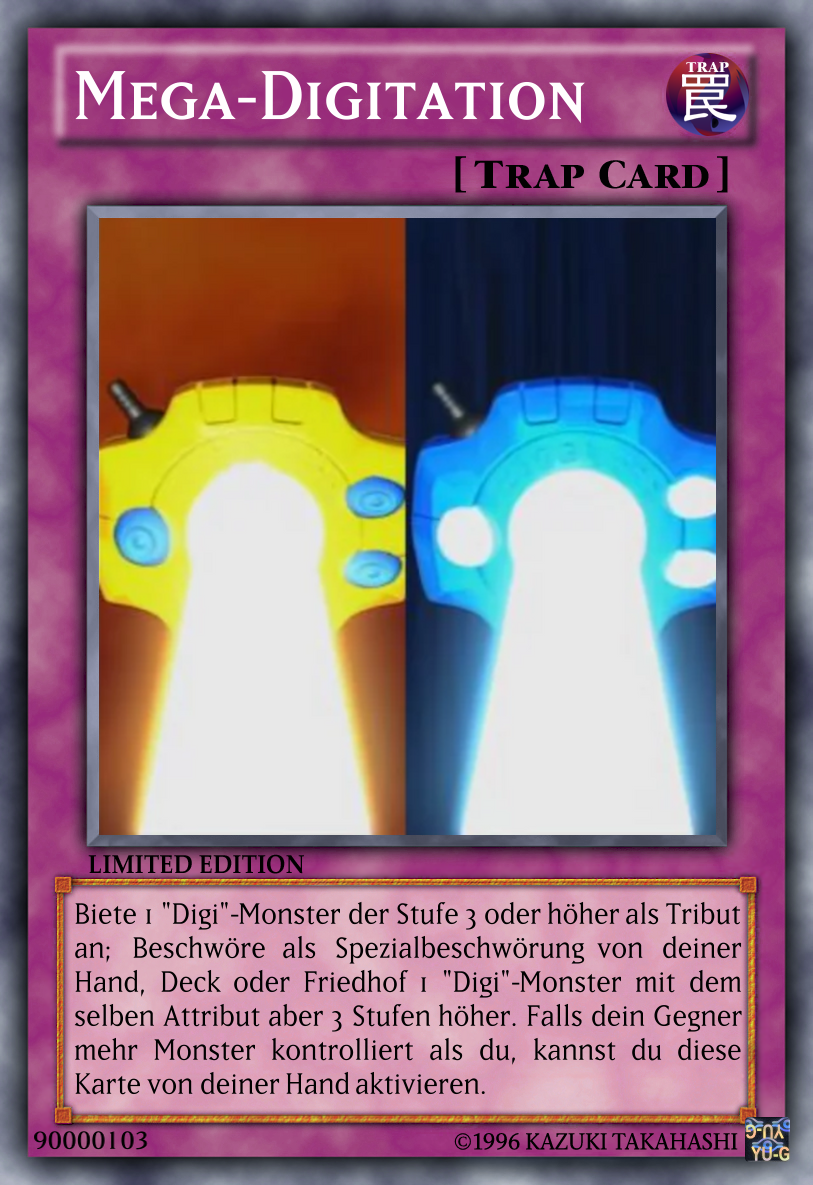 MEGA-DIGITATION
TRAP
罠
[TRAP CARD]
LIMITED EDITION
Biete 1 "Digi"-Monster der Stufe 3 oder höher als Tribut
an; Beschwöre als Spezialbeschwörung von deiner
Hand, Deck oder Friedhof 1 "Digi"-Monster mit dem
selben Attribut aber 3 Stufen höher. Falls dein Gegner
mehr Monster kontrolliert als du, kannst du diese
Karte von deiner Hand aktivieren.
90000103
©1996 KAZUKI TAKAHASHI
YU-G
YU-G